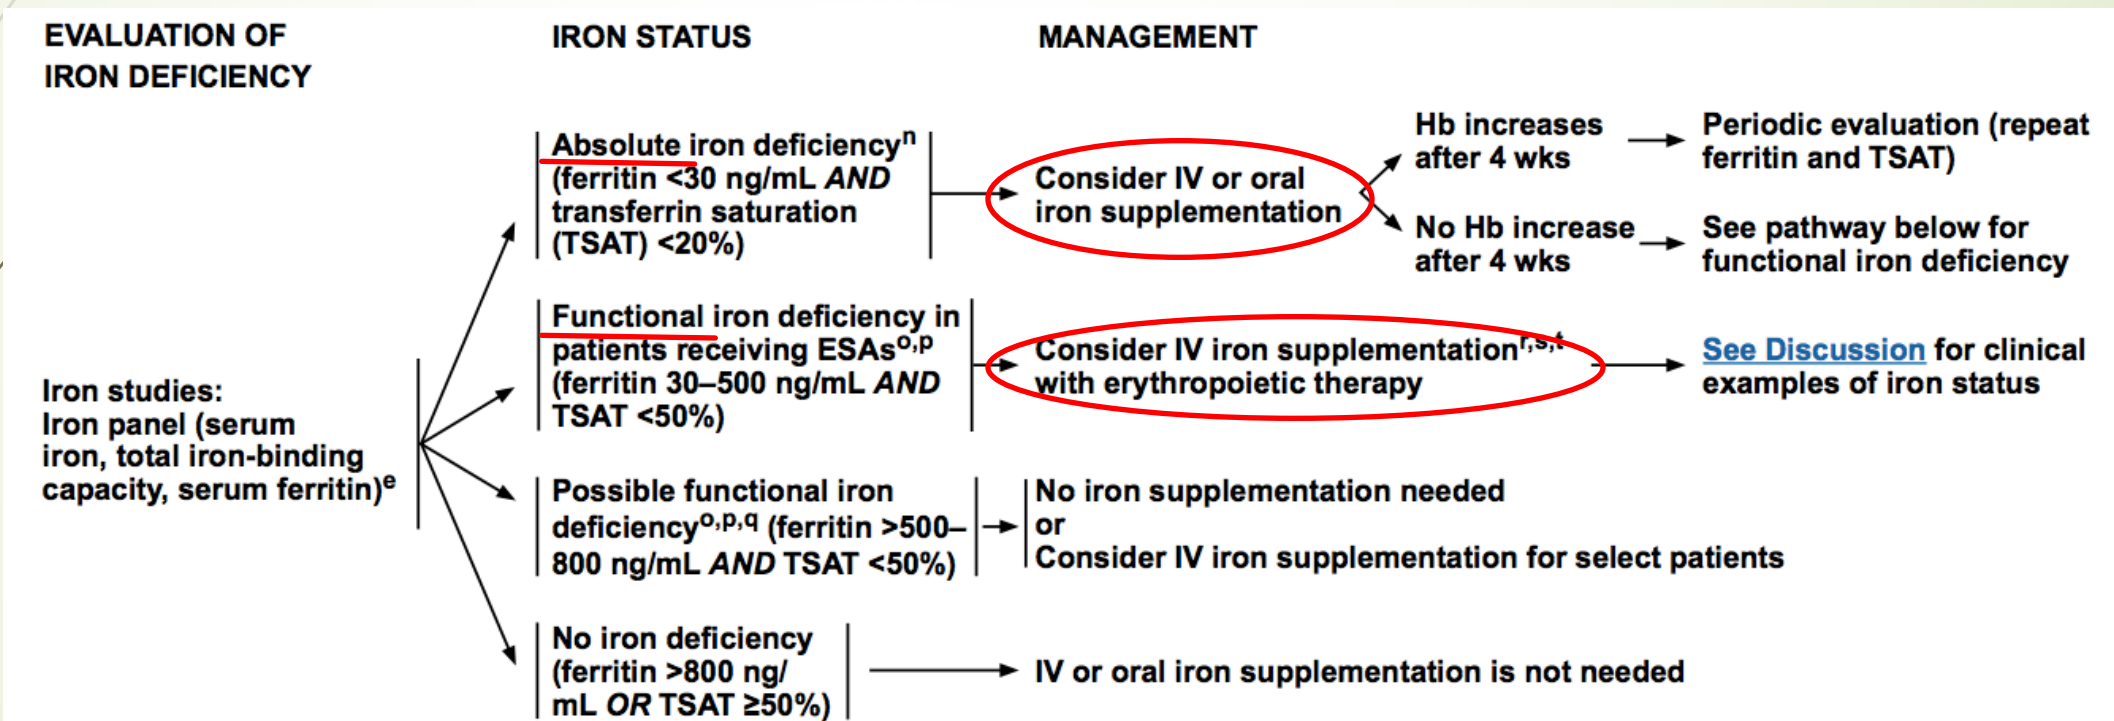 EVALUATION OF
IRON DEFICIENCY
IRON STATUS
MANAGEMENT
Iron studies:
Iron panel (serum
iron, total iron-binding
capacity, serum ferritin)e
Absolute iron deficiencyn
(ferritin <30 ng/mL AND
transferrin saturation
(TSAT) <20%)
Consider IV or oral
iron supplementation
Hb increases
after 4 wks
Periodic evaluation (repeat
ferritin and TSAT)
No Hb increase
after 4 wks
See pathway below for
functional iron deficiency
Functional iron deficiency in
patients receiving ESAso,p
(ferritin 30–500 ng/mL AND
TSAT <50%)
Consider IV iron supplementationr,s,t
with erythropoietic therapy
See Discussion for clinical
examples of iron status
Possible functional iron
deficiencyo,p,q (ferritin >500–
800 ng/mL AND TSAT <50%)
No iron supplementation needed
or
Consider IV iron supplementation for select patients
No iron deficiency
(ferritin >800 ng/
mL OR TSAT ≥50%)
IV or oral iron supplementation is not needed